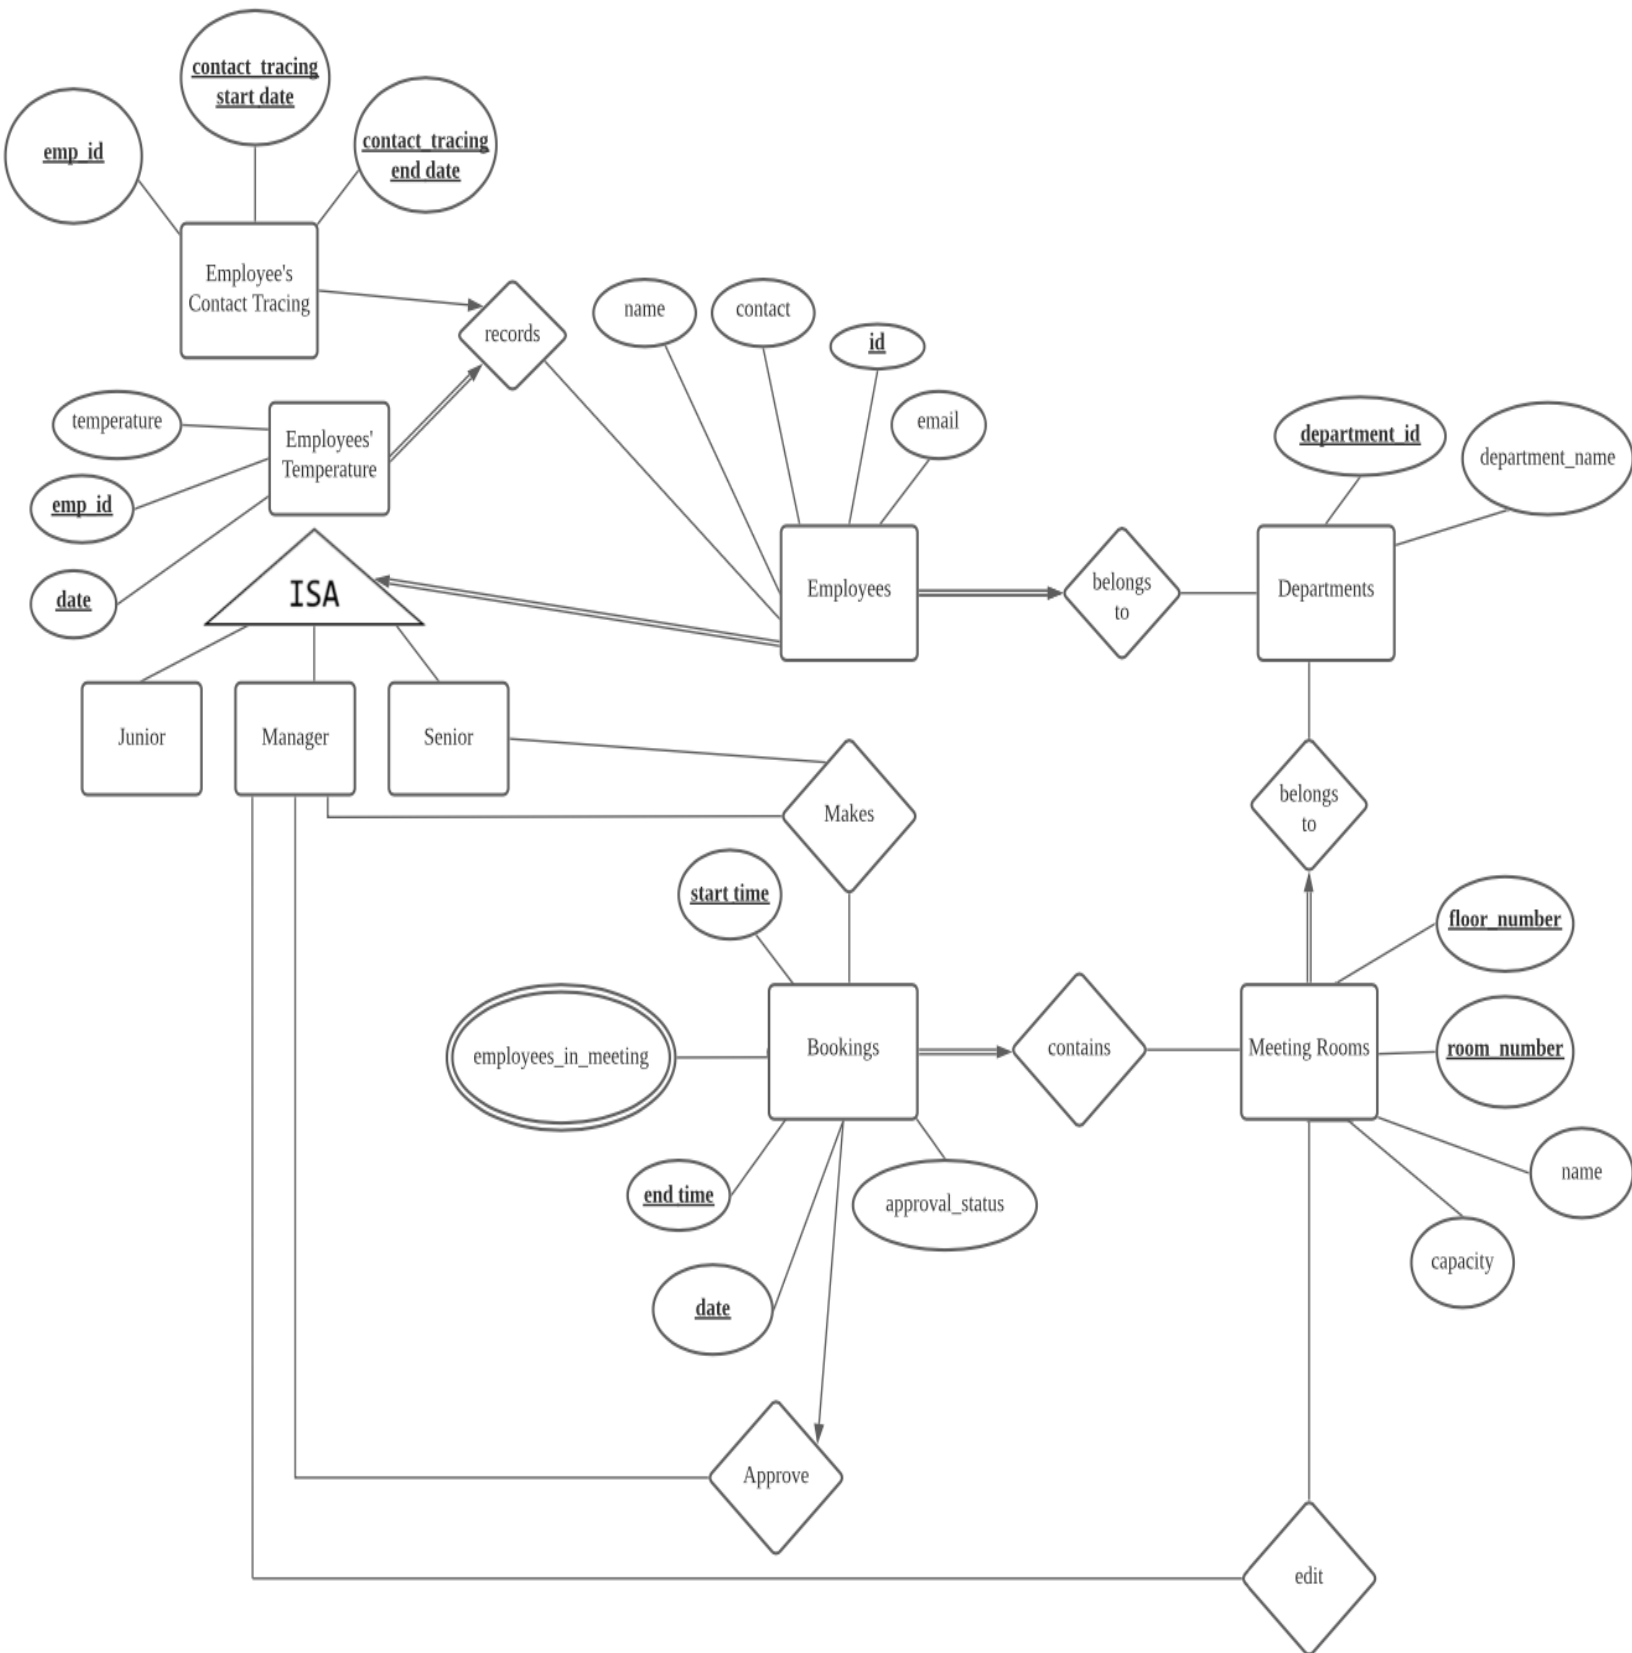 contact_tracing
start date
emp_id
contact_tracing
end date
Employee's
Contact Tracing
records
name
contact
id
email
temperature
Employees'
Temperature
emp_id
date
department_id
department_name
ISA
Employees
belongs
to
Departments
Junior
Manager
Senior
Makes
belongs
to
start time
floor_number
employees_in_meeting
Bookings
contains
Meeting Rooms
room_number
name
end time
approval_status
capacity
date
Approve
edit